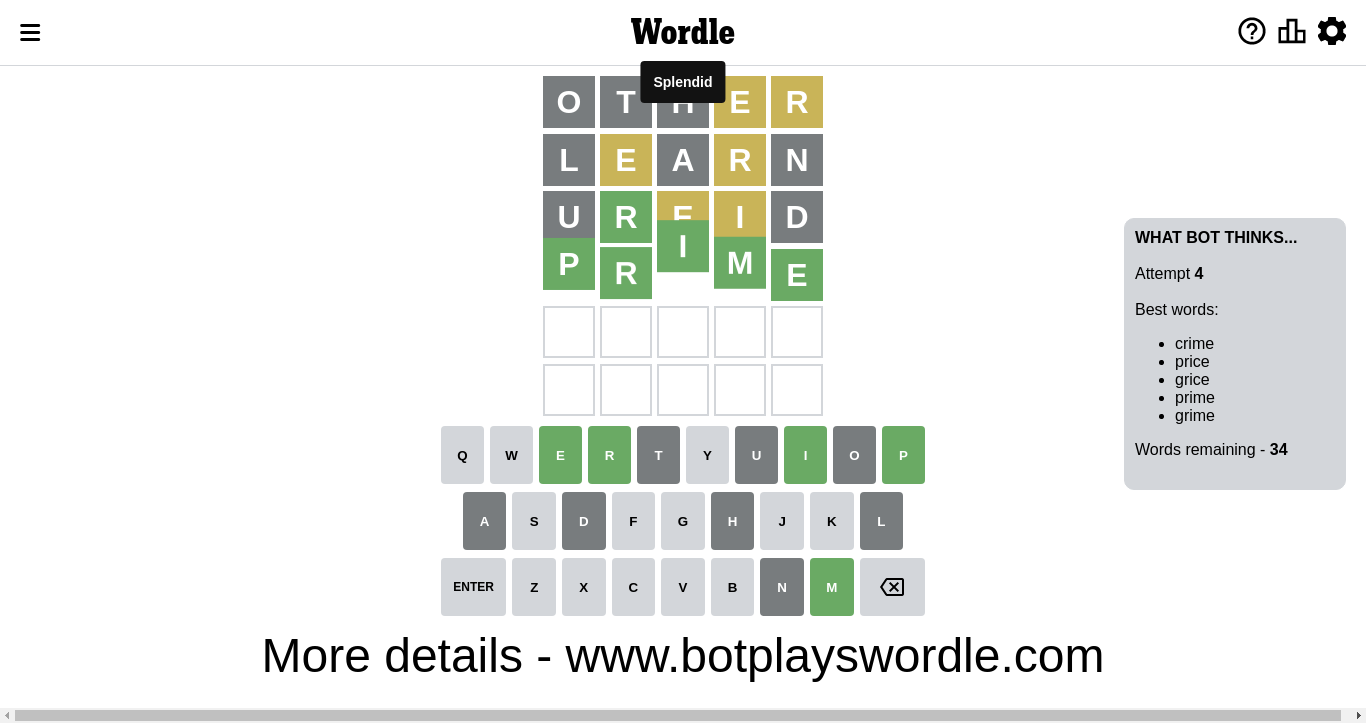 Wordle
Splendid
O T H E R
L E A R N
U R E I D
P R I M E
WHAT BOT THINKS...
Attempt 4
Best words:
• crime
• price
• grice
• prime
• grime
Words remaining - 34
Q W E R T Y U I O P
A S D F G H J K L
ENTER Z X C V B N M
More details - www.botplayswordle.com